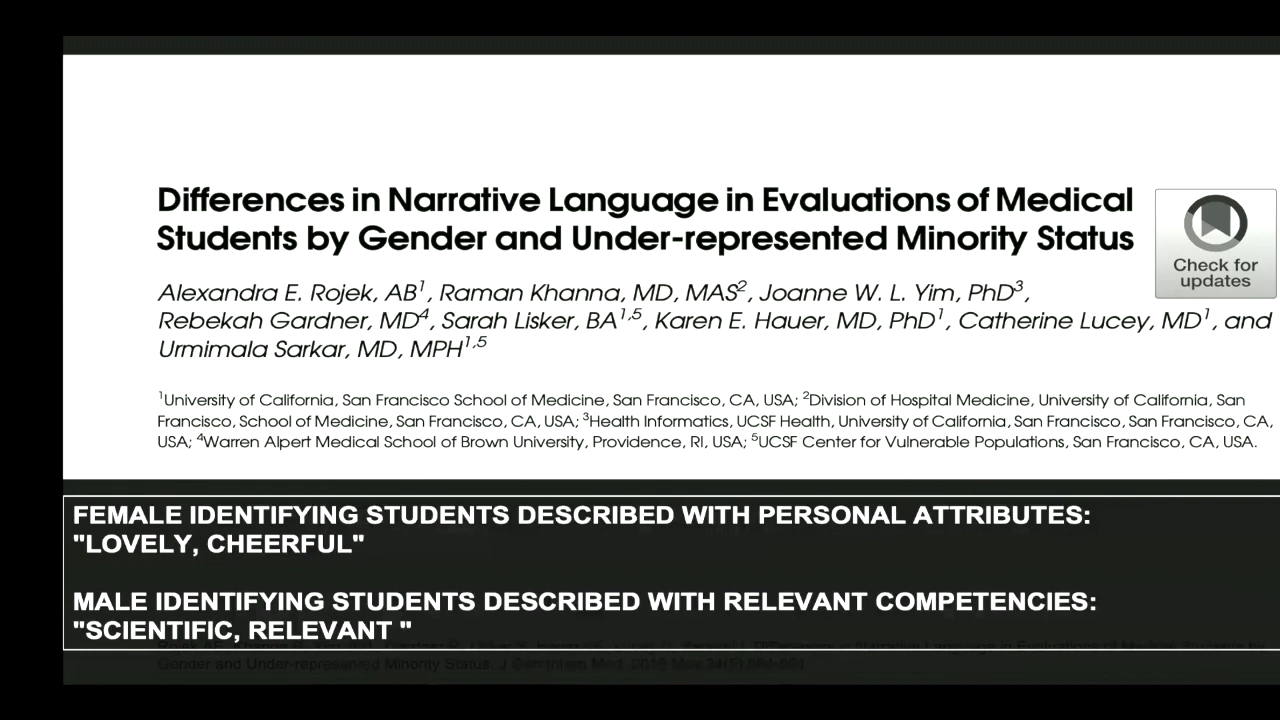 Differences in Narrative Language in Evaluations of Medical
Students by Gender and Under-represented Minority Status
Check for
updates
Alexandra E. Rojek, AB1, Raman Khanna, MD, MAS2, Joanne W. L. Yim, PhD3,
Rebekah Gardner, MD4, Sarah Lisker, BA1,5, Karen E. Hauer, MD, PhD1, Catherine Lucey, MD1, and
Urmimala Sarkar, MD, MPH1,5
1University of California, San Francisco School of Medicine, San Francisco, CA, USA; 2Division of Hospital Medicine, University of California, San
Francisco, School of Medicine, San Francisco, CA, USA; 3Health Informatics, UCSF Health, University of California, San Francisco, San Francisco, CA,
USA; 4Warren Alpert Medical School of Brown University, Providence, RI, USA; 5UCSF Center for Vulnerable Populations, San Francisco, CA, USA.
FEMALE IDENTIFYING STUDENTS DESCRIBED WITH PERSONAL ATTRIBUTES:
"LOVELY, CHEERFUL"
MALE IDENTIFYING STUDENTS DESCRIBED WITH RELEVANT COMPETENCIES:
"SCIENTIFIC, RELEVANT "
Gender and Under-represented Minority Status. J